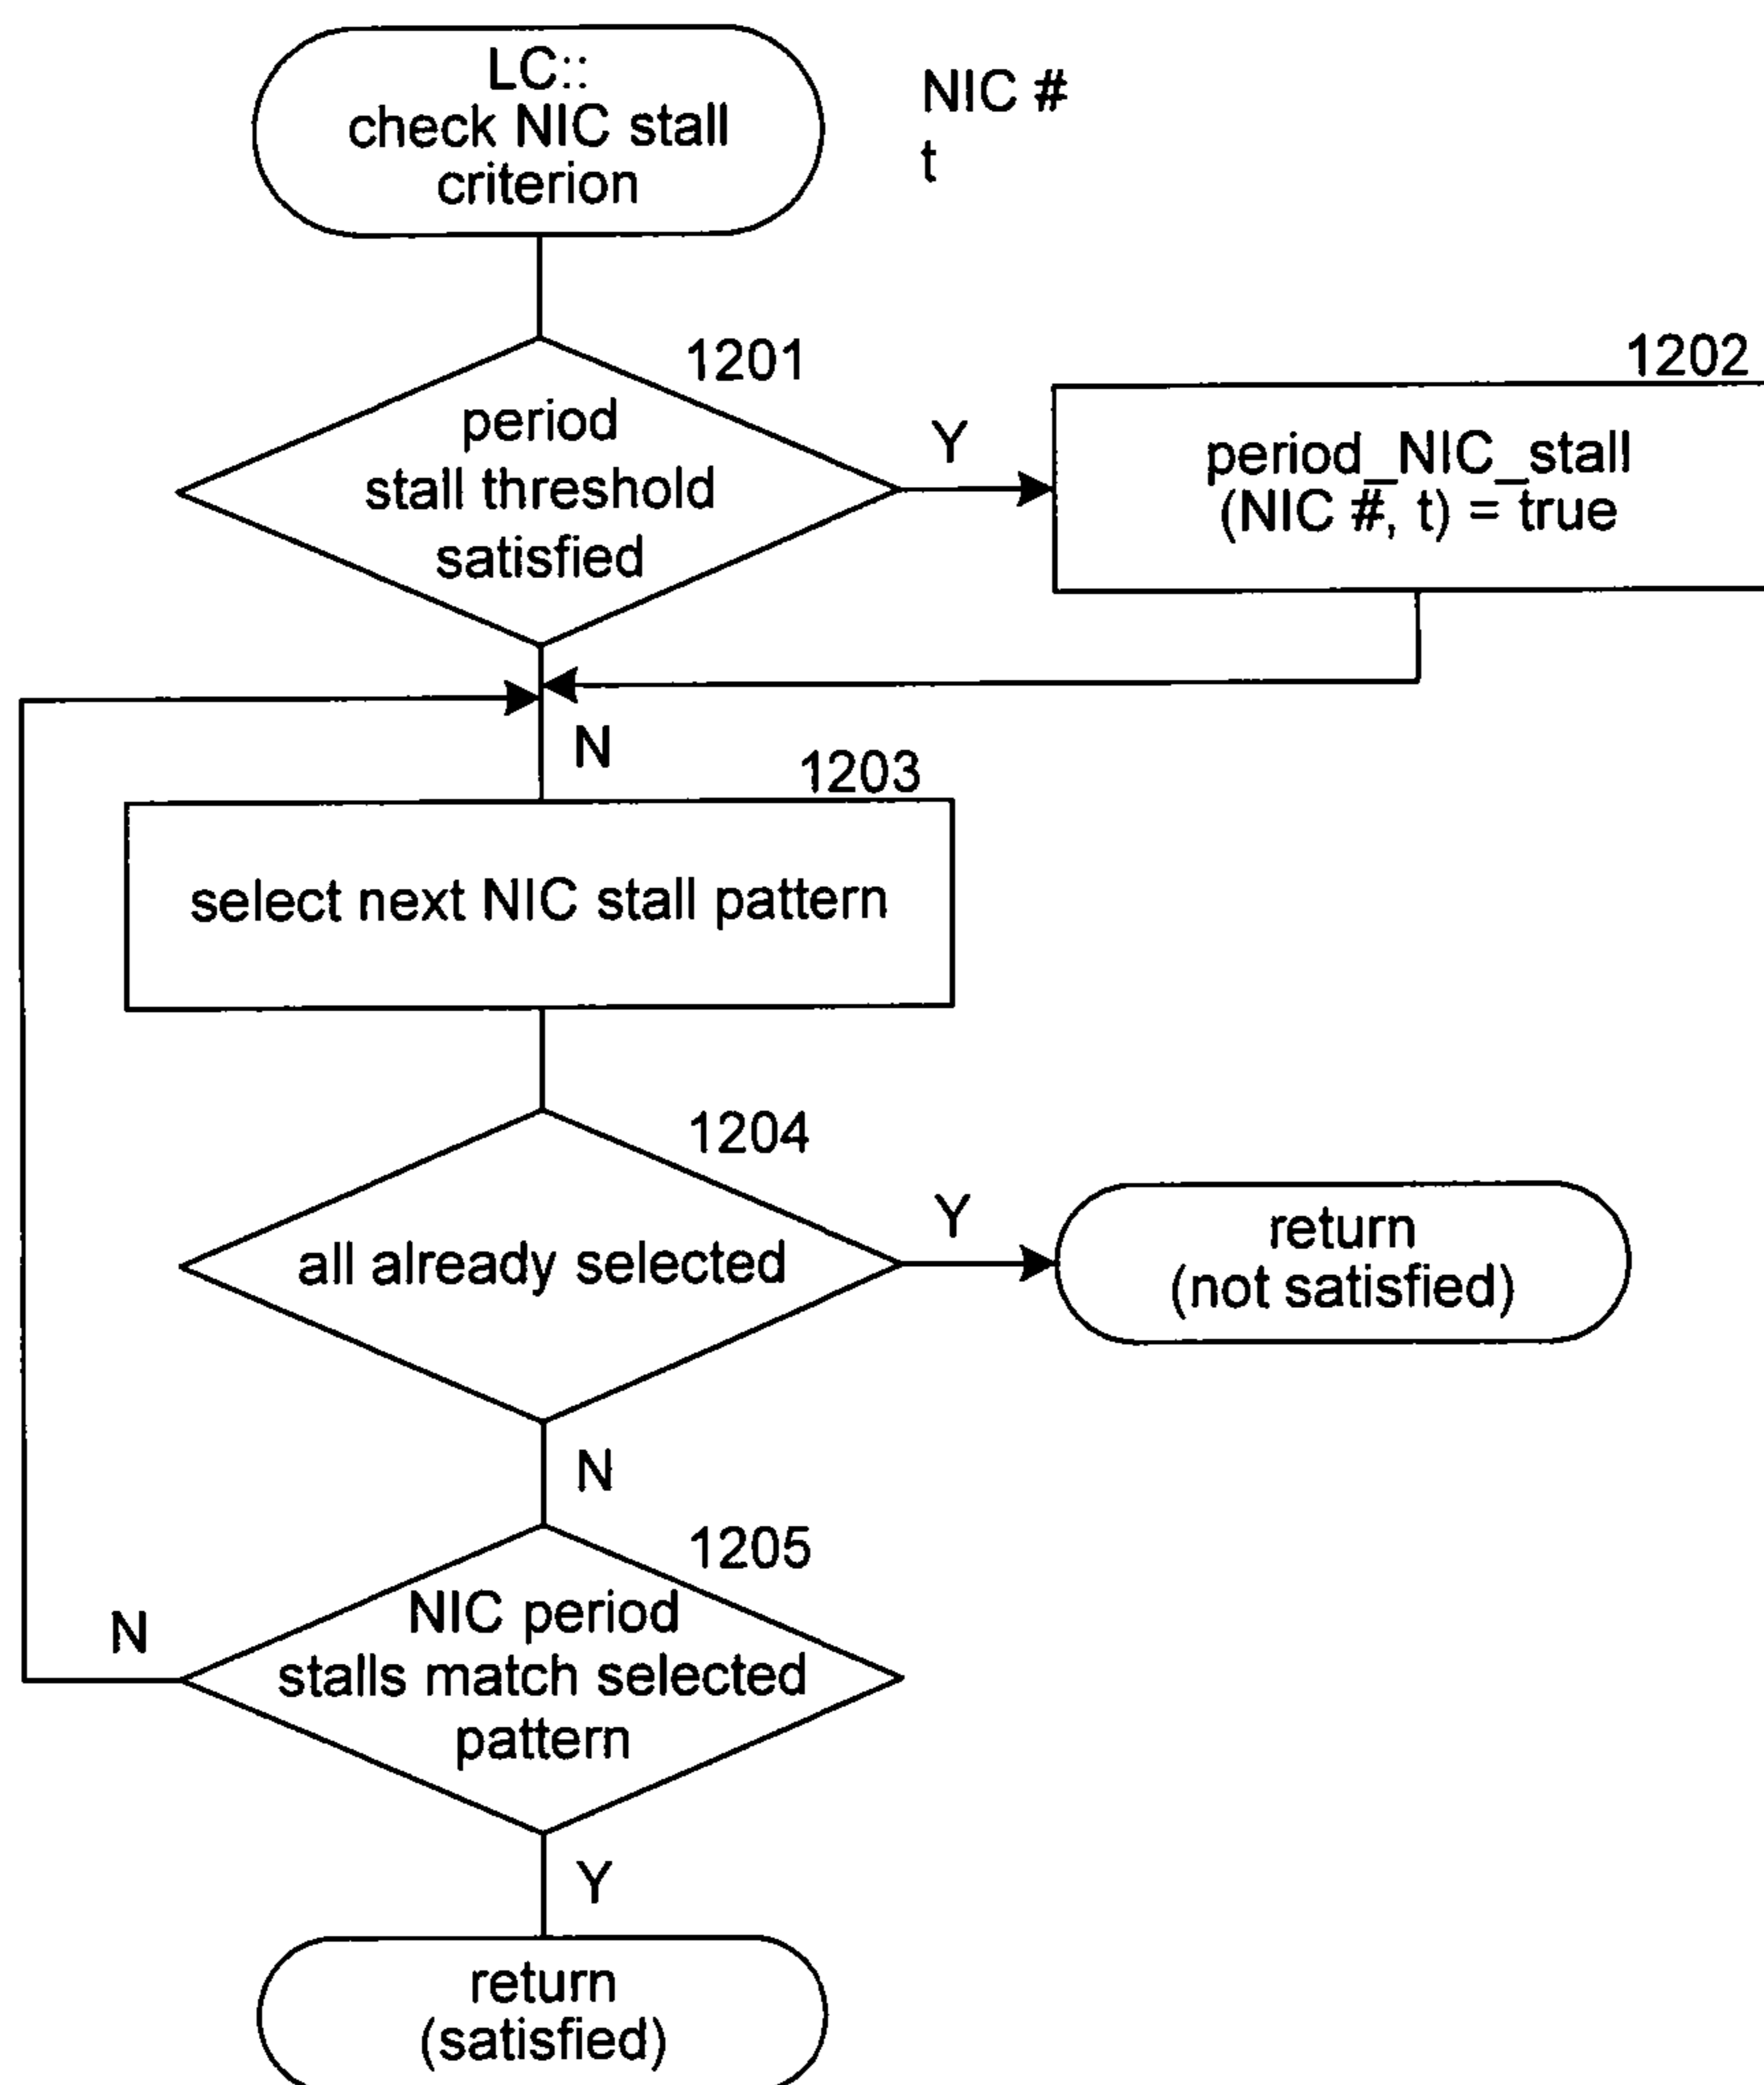 LC::
check NIC stall
criterion
NIC #
t
1201
period
stall threshold
satisfied
Y
1202
period_NIC_stall
(NIC #, t) = true
N
1203
select next NIC stall pattern
1204
all already selected
Y
return
(not satisfied)
N
1205
NIC period
stalls match selected
pattern
N
Y
return
(satisfied)